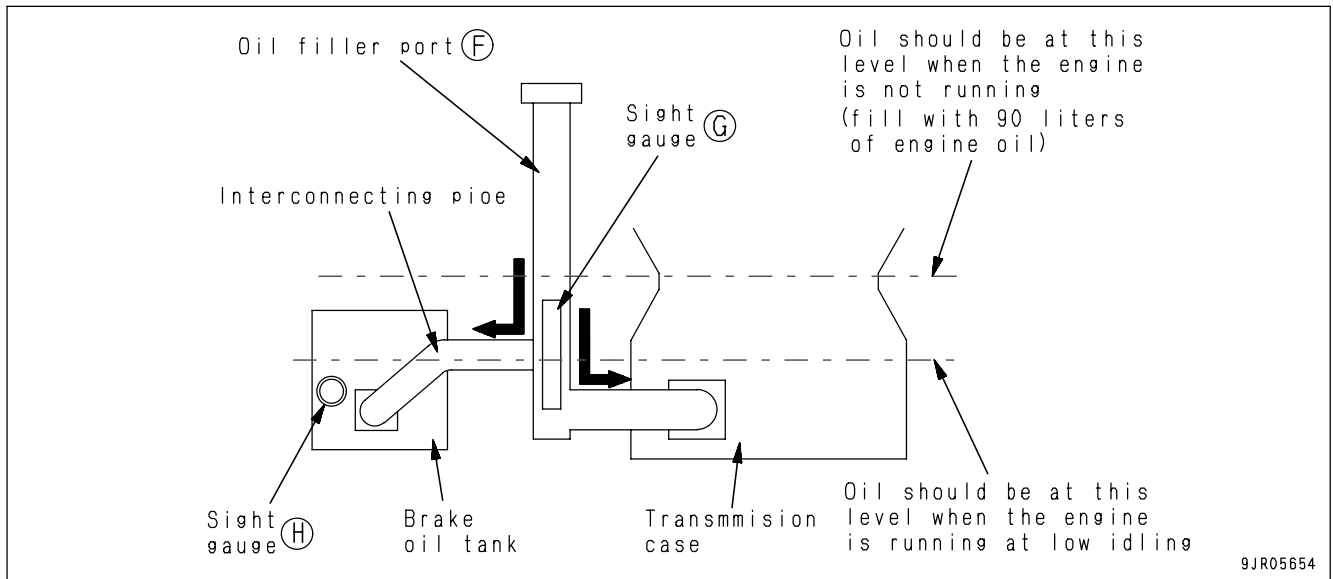 Oil filler port F
Sight
gauge G
Oil should be at this
level when the engine
is not running
(fill with 90 liters
of engine oil)
Interconnecting pioe
Sight
gauge H
Brake
oil tank
Transmmision
case
Oil should be at this
level when the engine
is running at low idling
9JR05654